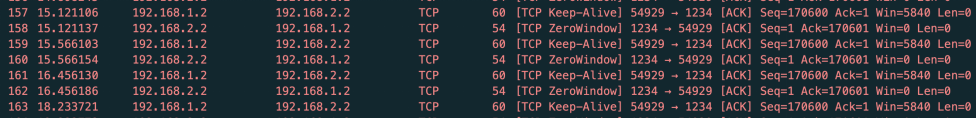 157 15.121106 192.168.1.2 192.168.2.2 TCP 60 [TCP Keep-Alive] 54929 → 1234 [ACK] Seq=170600 Ack=1 Win=5840 Len=0
158 15.121137 192.168.2.2 192.168.1.2 TCP 54 [TCP ZeroWindow] 1234 → 54929 [ACK] Seq=1 Ack=170601 Win=0 Len=0
159 15.566103 192.168.1.2 192.168.2.2 TCP 60 [TCP Keep-Alive] 54929 → 1234 [ACK] Seq=170600 Ack=1 Win=5840 Len=0
160 15.566154 192.168.2.2 192.168.1.2 TCP 54 [TCP ZeroWindow] 1234 → 54929 [ACK] Seq=1 Ack=170601 Win=0 Len=0
161 16.456130 192.168.1.2 192.168.2.2 TCP 60 [TCP Keep-Alive] 54929 → 1234 [ACK] Seq=170600 Ack=1 Win=5840 Len=0
162 16.456186 192.168.2.2 192.168.1.2 TCP 54 [TCP ZeroWindow] 1234 → 54929 [ACK] Seq=1 Ack=170601 Win=0 Len=0
163 18.233721 192.168.1.2 192.168.2.2 TCP 60 [TCP Keep-Alive] 54929 → 1234 [ACK] Seq=170600 Ack=1 Win=5840 Len=0